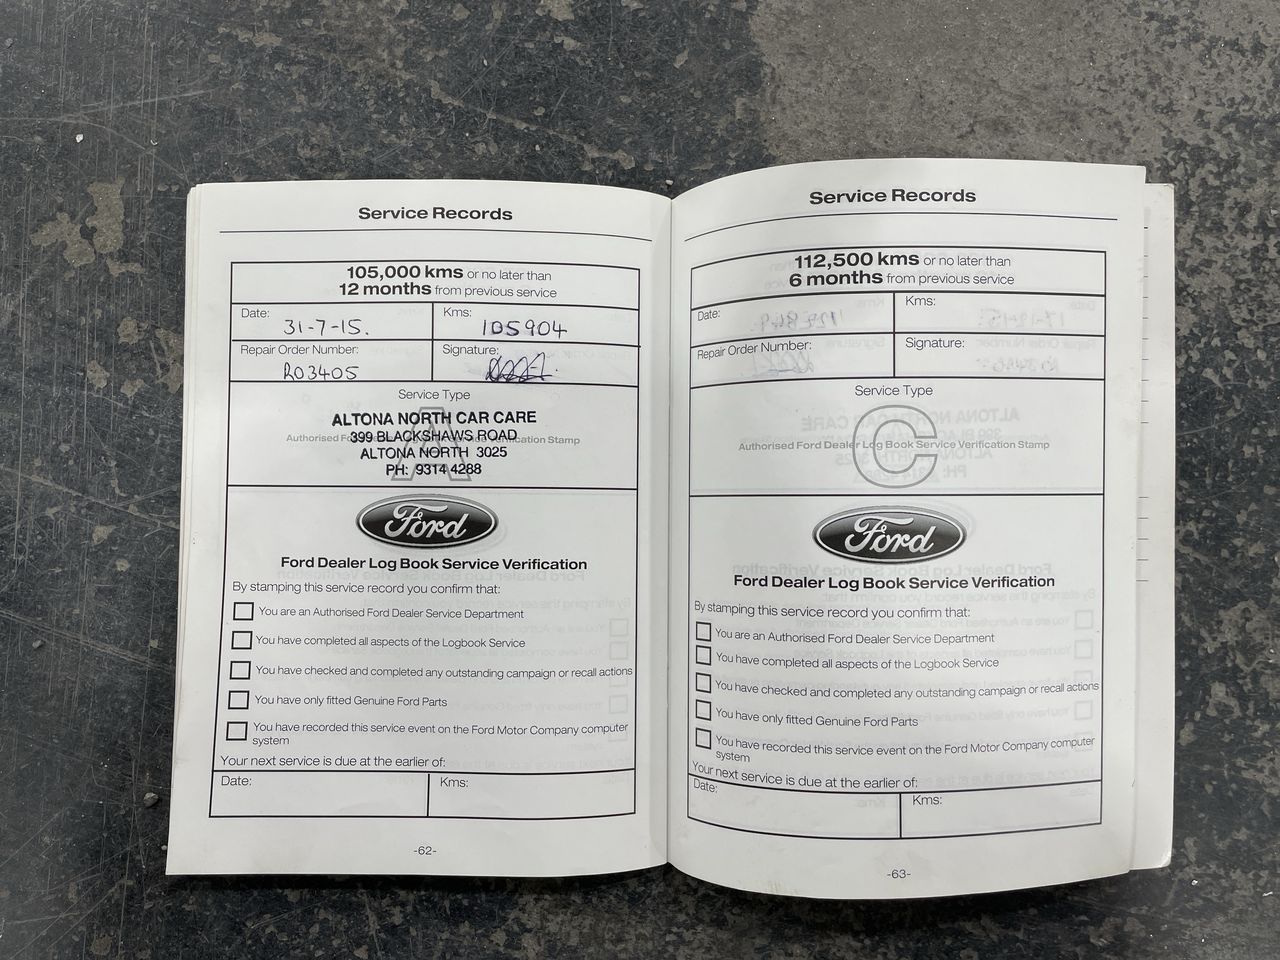 Service Records
105,000 kms or no later than
12 months from previous service
Date: 31-7-15.
Kms: 105904
Repair Order Number: R03405
Signature:
Service Type
A
ALTONA NORTH CAR CARE
Authorised Ford Dealer Log Book Service Verification Stamp
399 BLACKSHAWS ROAD
ALTONA NORTH 3025
PH: 9314 4288
Ford
Ford Dealer Log Book Service Verification
By stamping this service record you confirm that:
You are an Authorised Ford Dealer Service Department
You have completed all aspects of the Logbook Service
You have checked and completed any outstanding campaign or recall actions
You have only fitted Genuine Ford Parts
You have recorded this service event on the Ford Motor Company computer
system
Your next service is due at the earlier of:
Date:
Kms:
-62-
Service Records
112,500 kms or no later than
6 months from previous service
Date:
Kms:
Repair Order Number:
Signature:
Service Type
C
Authorised Ford Dealer Log Book Service Verification Stamp
Ford
Ford Dealer Log Book Service Verification
By stamping this service record you confirm that:
You are an Authorised Ford Dealer Service Department
You have completed all aspects of the Logbook Service
You have checked and completed any outstanding campaign or recall actions
You have only fitted Genuine Ford Parts
You have recorded this service event on the Ford Motor Company computer
system
Your next service is due at the earlier of:
Date:
Kms:
-63-